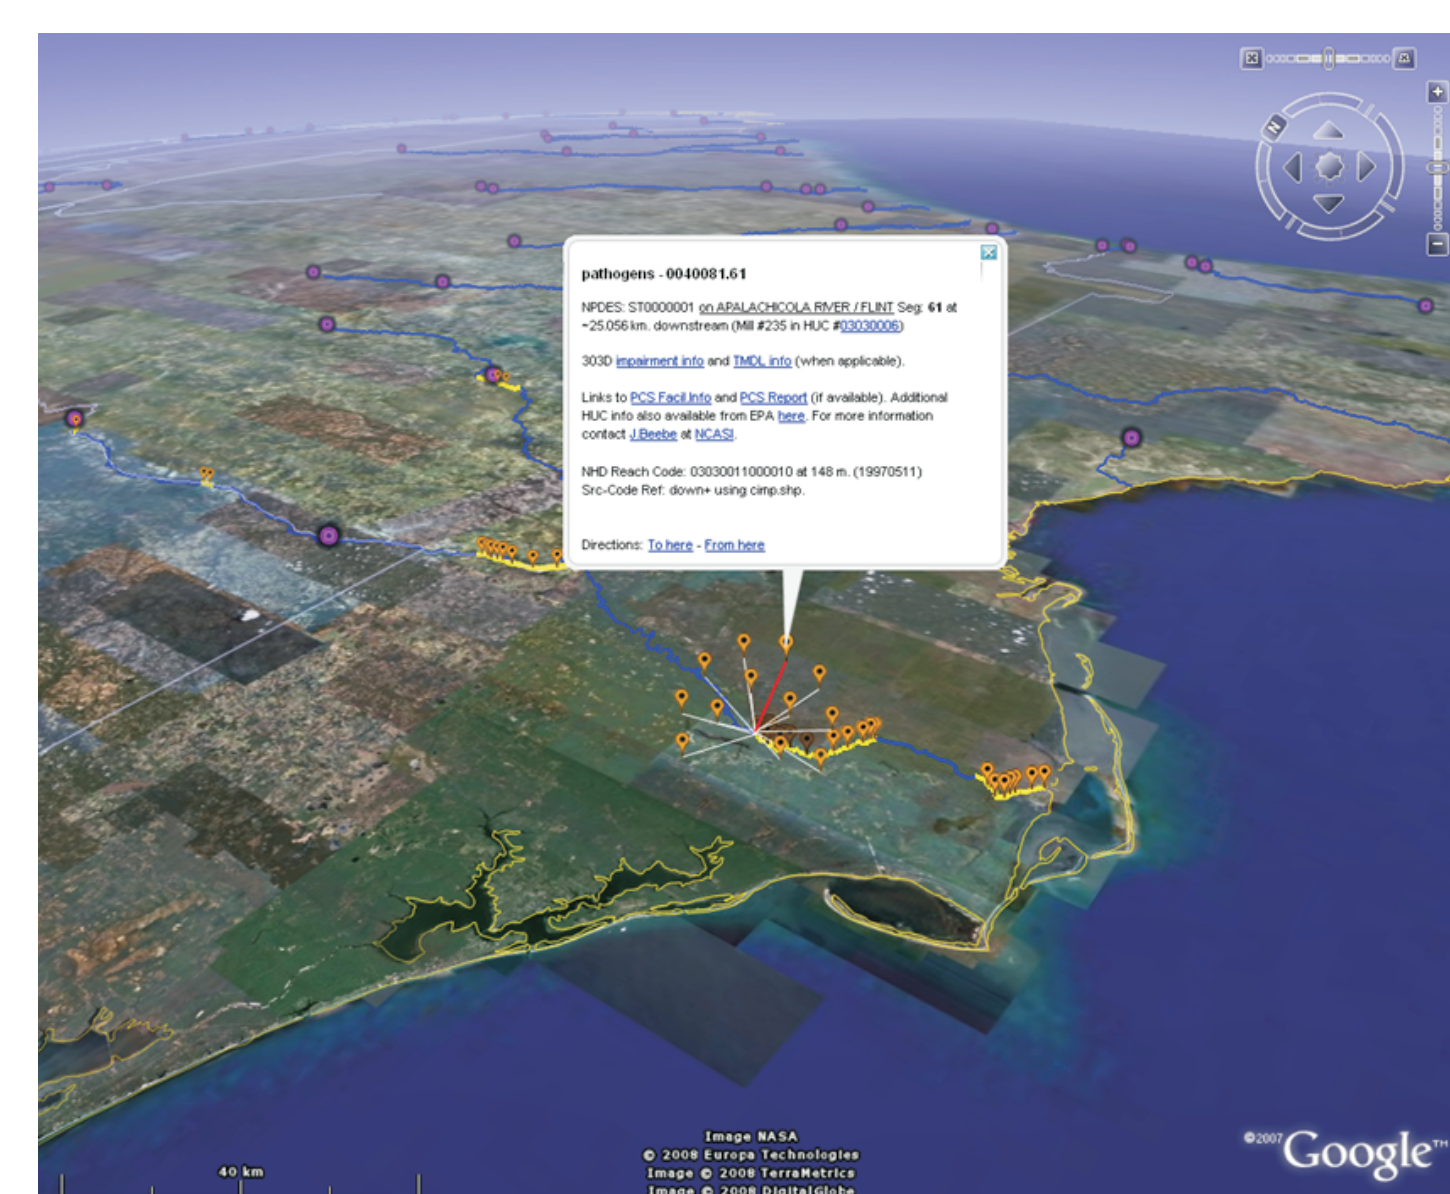 N
pathogens - 0040081.61
NPDES: ST0000001 on APALACHICOLA RIVER / FLINT Seg: 61 at
~25.056 km. downstream (Mill #235 in HUC #03030006)
303D impairment info and TMDL info (when applicable).
Links to PCS Facil.Info and PCS Report (if available). Additional
HUC info also available from EPA here. For more information
contact J.Beebe at NCASI.
NHD Reach Code: 03030011000010 at 148 m. (19970511)
Src-Code Ref: down+ using cimp.shp.
Directions: To here - From here
40 km
Image NASA
© 2008 Europa Technologies
Image © 2008 TerraMetrics
Image © 2008 DigitalGlobe
©2007 Google™